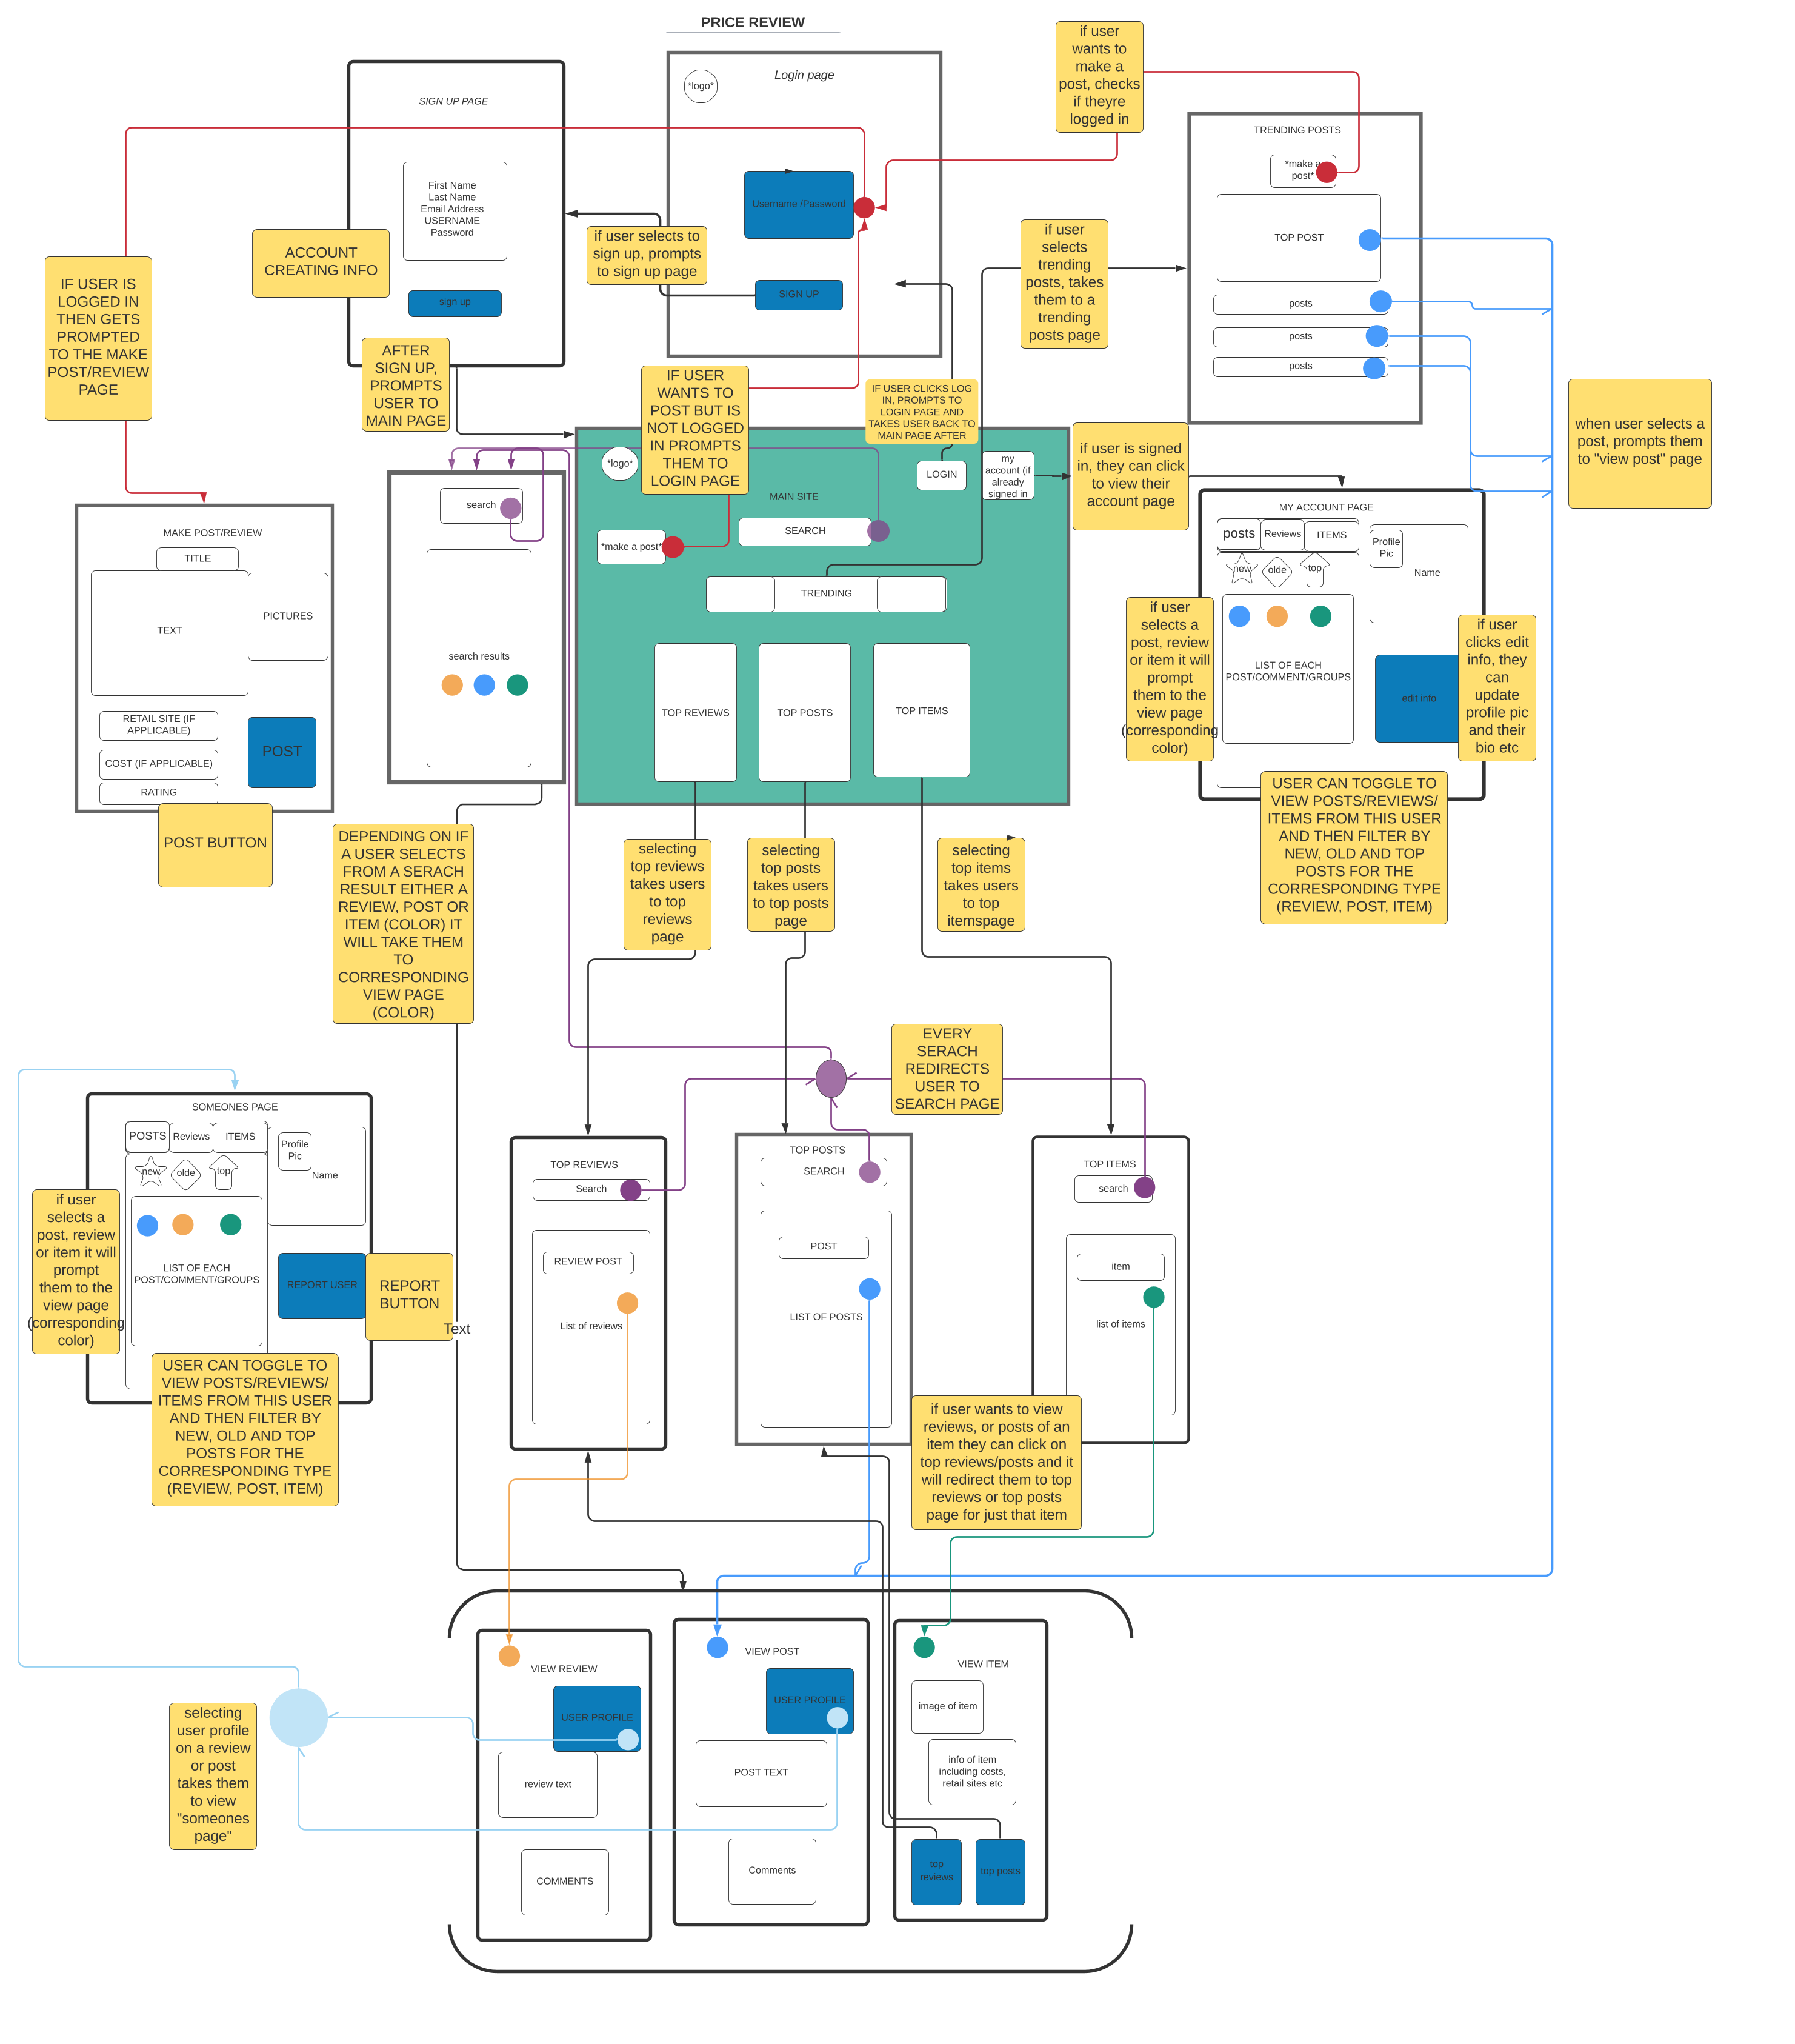 PRICE REVIEW
Login page
*logo*
Username /Password
SIGN UP
SIGN UP PAGE
First Name
Last Name
Email Address
USERNAME
Password
sign up
ACCOUNT
CREATING INFO
if user selects to
sign up, prompts
to sign up page
if user
wants to
make a
post, checks
if theyre
logged in
TRENDING POSTS
*make a
post*
TOP POST
posts
posts
posts
if user
selects
trending
posts, takes
them to a
trending
posts page
IF USER IS
LOGGED IN
THEN GETS
PROMPTED
TO THE MAKE
POST/REVIEW
PAGE
AFTER
SIGN UP,
PROMPTS
USER TO
MAIN PAGE
IF USER
WANTS TO
POST BUT IS
NOT LOGGED
IN PROMPTS
THEM TO
LOGIN PAGE
IF USER CLICKS LOG
IN, PROMPTS TO
LOGIN PAGE AND
TAKES USER BACK TO
MAIN PAGE AFTER
when user selects a
post, prompts them
to "view post" page
*logo*
MAIN SITE
LOGIN
my
account (if
already
signed in
if user is signed
in, they can click
to view their
account page
*make a post*
SEARCH
TRENDING
TOP REVIEWS
TOP POSTS
TOP ITEMS
search
search results
MAKE POST/REVIEW
TITLE
TEXT
PICTURES
RETAIL SITE (IF
APPLICABLE)
COST (IF APPLICABLE)
RATING
POST
POST BUTTON
MY ACCOUNT PAGE
posts
Reviews
ITEMS
new
olde
top
Profile
Pic
Name
LIST OF EACH
POST/COMMENT/GROUPS
edit info
if user
selects a
post, review
or item it will
prompt
them to the
view page
(corresponding
color)
if user
clicks edit
info, they
can
update
profile pic
and their
bio etc
USER CAN TOGGLE TO
VIEW POSTS/REVIEWS/
ITEMS FROM THIS USER
AND THEN FILTER BY
NEW, OLD AND TOP
POSTS FOR THE
CORRESPONDING TYPE
(REVIEW, POST, ITEM)
DEPENDING ON IF
A USER SELECTS
FROM A SERACH
RESULT EITHER A
REVIEW, POST OR
ITEM (COLOR) IT
WILL TAKE THEM
TO
CORRESPONDING
VIEW PAGE
(COLOR)
selecting
top reviews
takes users
to top
reviews
page
selecting
top posts
takes users
to top posts
page
selecting
top items
takes users
to top
itemspage
EVERY
SERACH
REDIRECTS
USER TO
SEARCH PAGE
SOMEONES PAGE
POSTS
Reviews
ITEMS
new
olde
top
Profile
Pic
Name
LIST OF EACH
POST/COMMENT/GROUPS
REPORT USER
REPORT
BUTTON
Text
if user
selects a
post, review
or item it will
prompt
them to the
view page
(corresponding
color)
USER CAN TOGGLE TO
VIEW POSTS/REVIEWS/
ITEMS FROM THIS USER
AND THEN FILTER BY
NEW, OLD AND TOP
POSTS FOR THE
CORRESPONDING TYPE
(REVIEW, POST, ITEM)
TOP REVIEWS
Search
REVIEW POST
List of reviews
TOP POSTS
SEARCH
POST
LIST OF POSTS
TOP ITEMS
search
item
list of items
if user wants to view
reviews, or posts of an
item they can click on
top reviews/posts and it
will redirect them to top
reviews or top posts
page for just that item
VIEW REVIEW
USER PROFILE
review text
COMMENTS
VIEW POST
USER PROFILE
POST TEXT
Comments
VIEW ITEM
image of item
info of item
including costs,
retail sites etc
top
reviews
top posts
selecting
user profile
on a review
or post
takes them
to view
"someones
page"